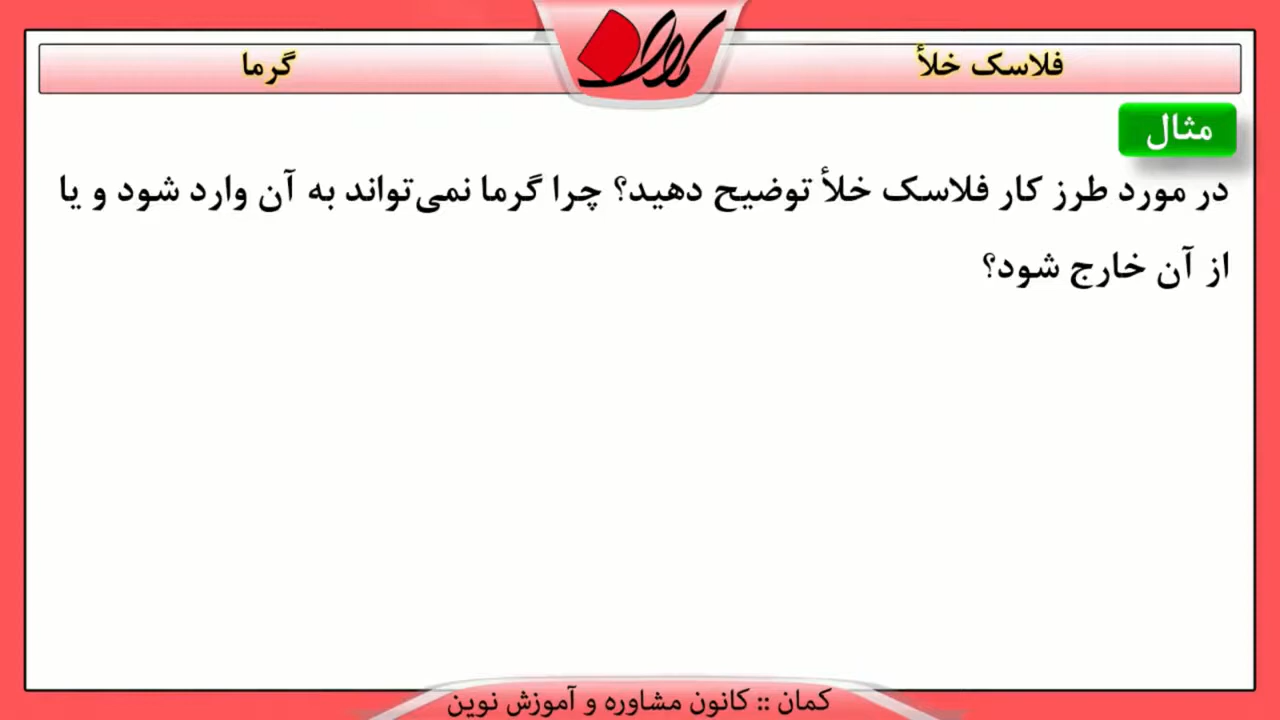 فلاسک خلأ
گرما
مثال
در مورد طرز کار فلاسک خلأ توضیح دهید؟ چرا گرما نمی‌تواند به آن وارد شود و یا
از آن خارج شود؟
کمان :: کانون مشاوره و آموزش نوین